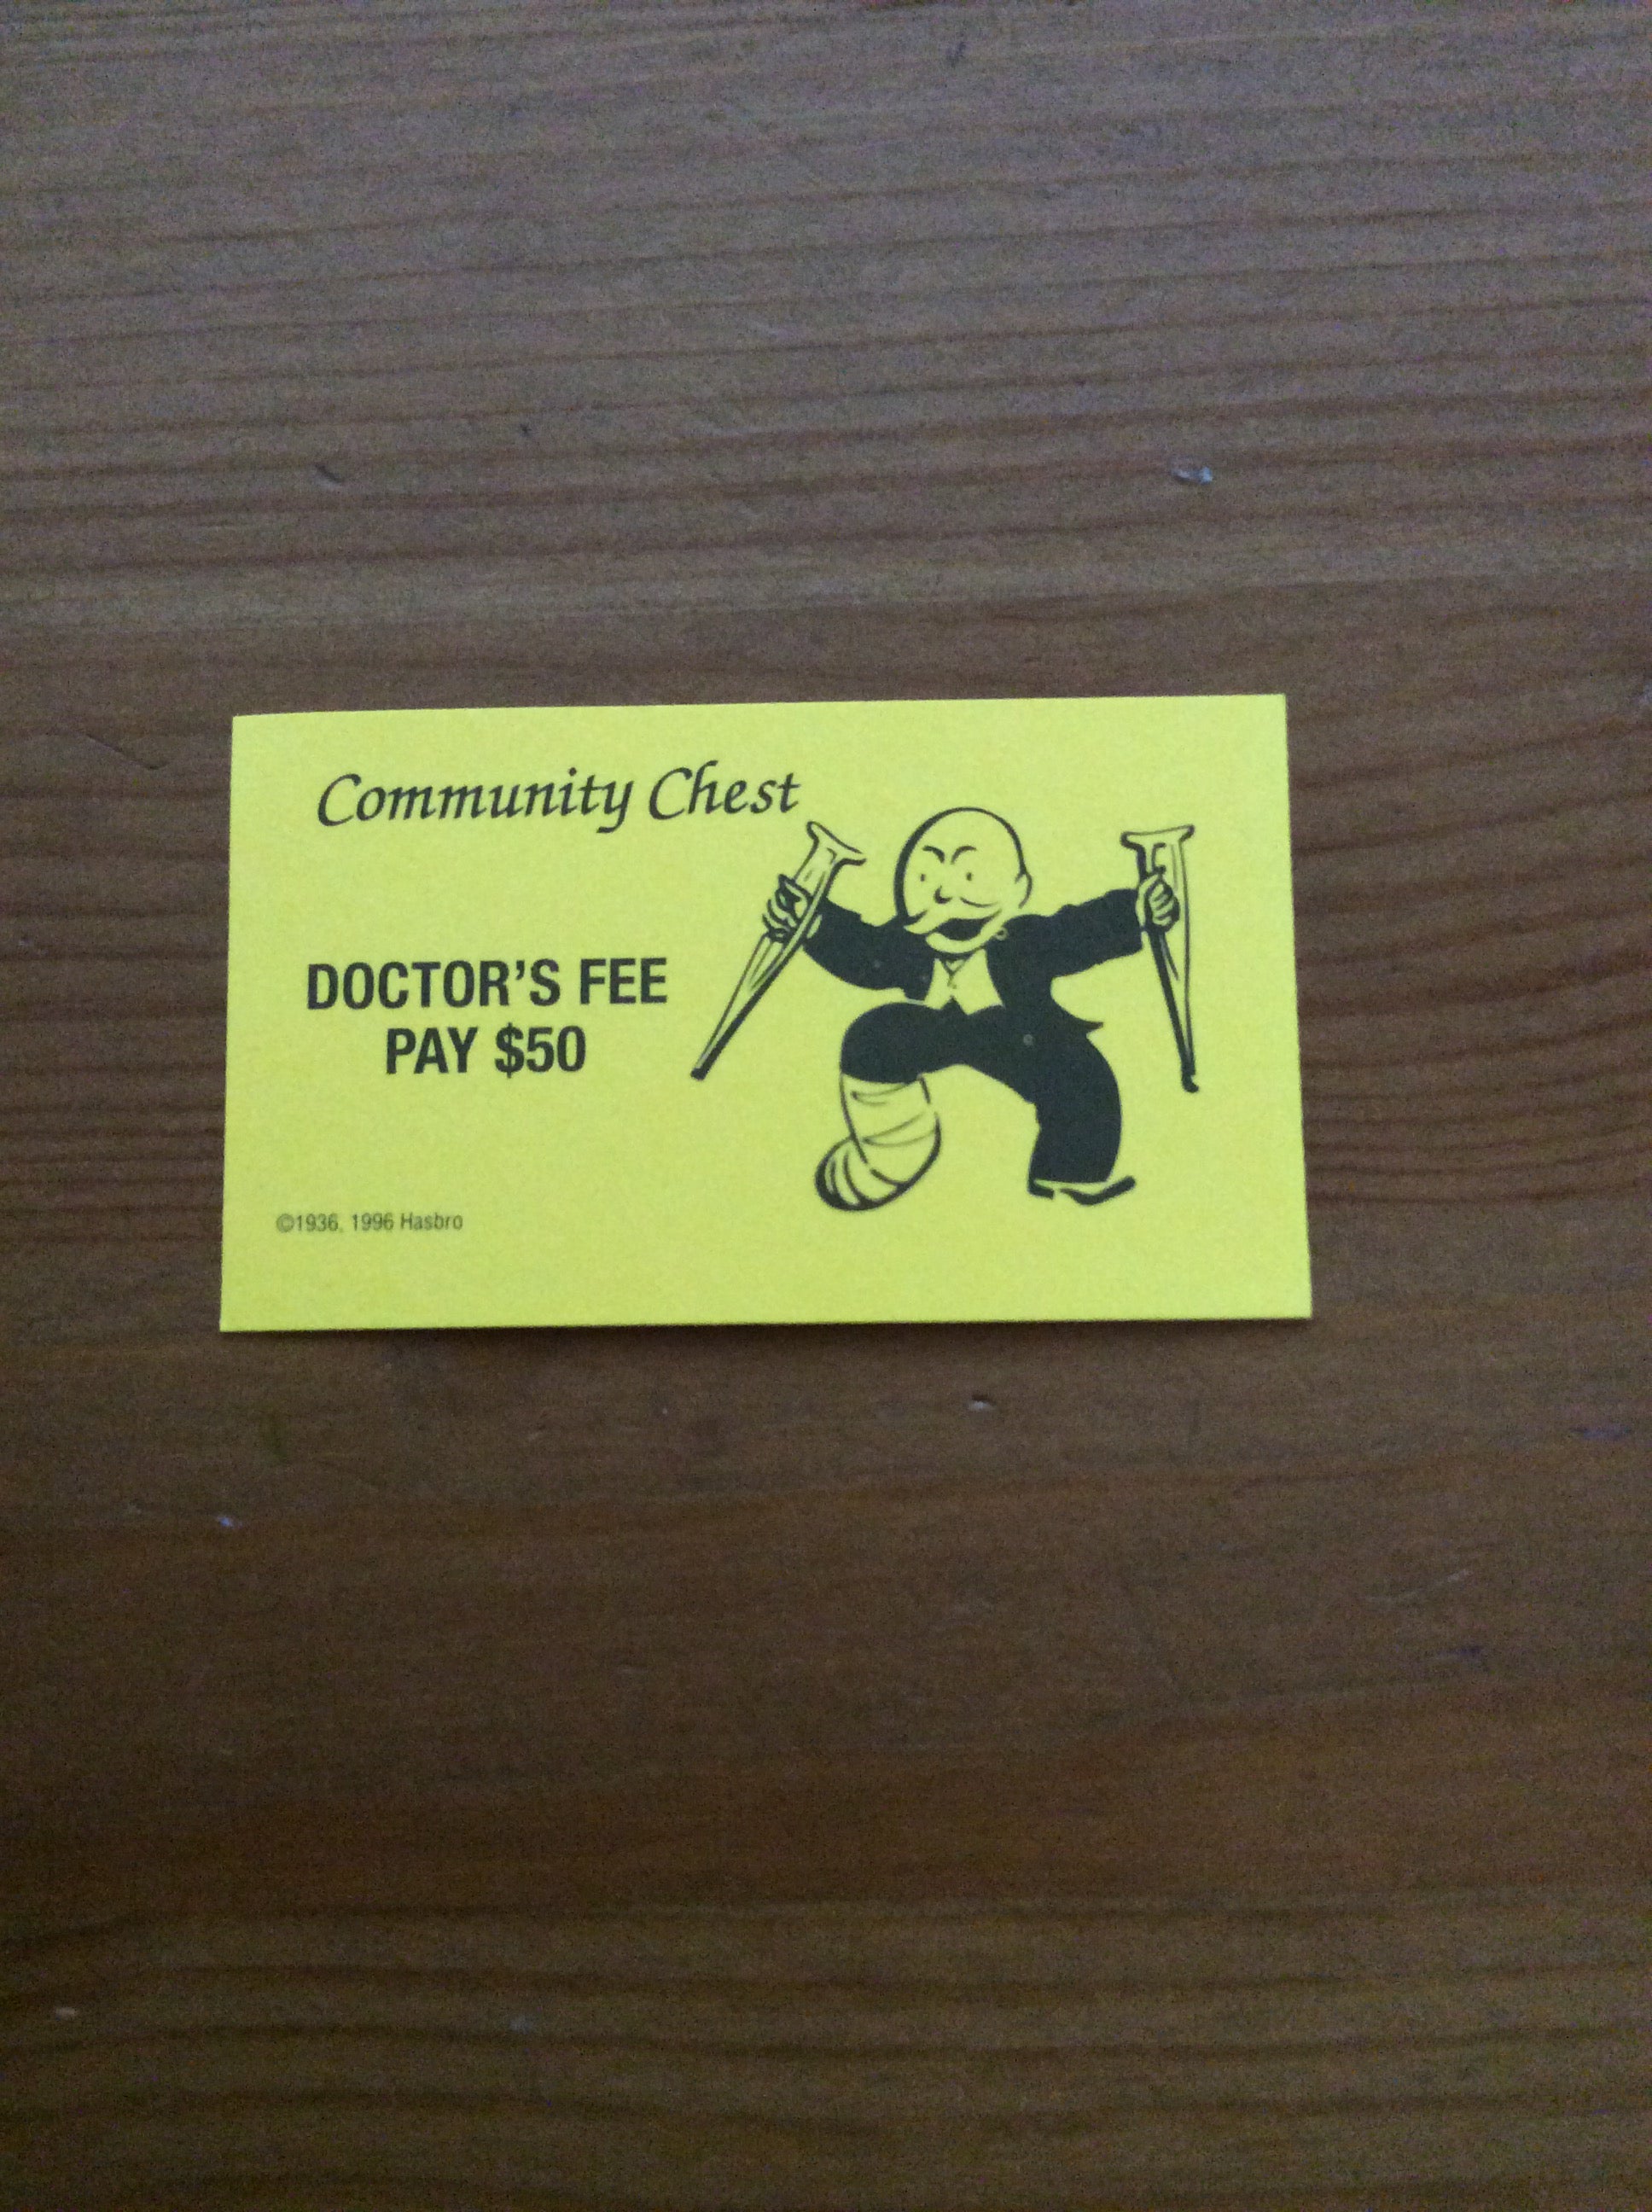 Community Chest
DOCTOR'S FEE
PAY $50
©1936, 1996 Hasbro